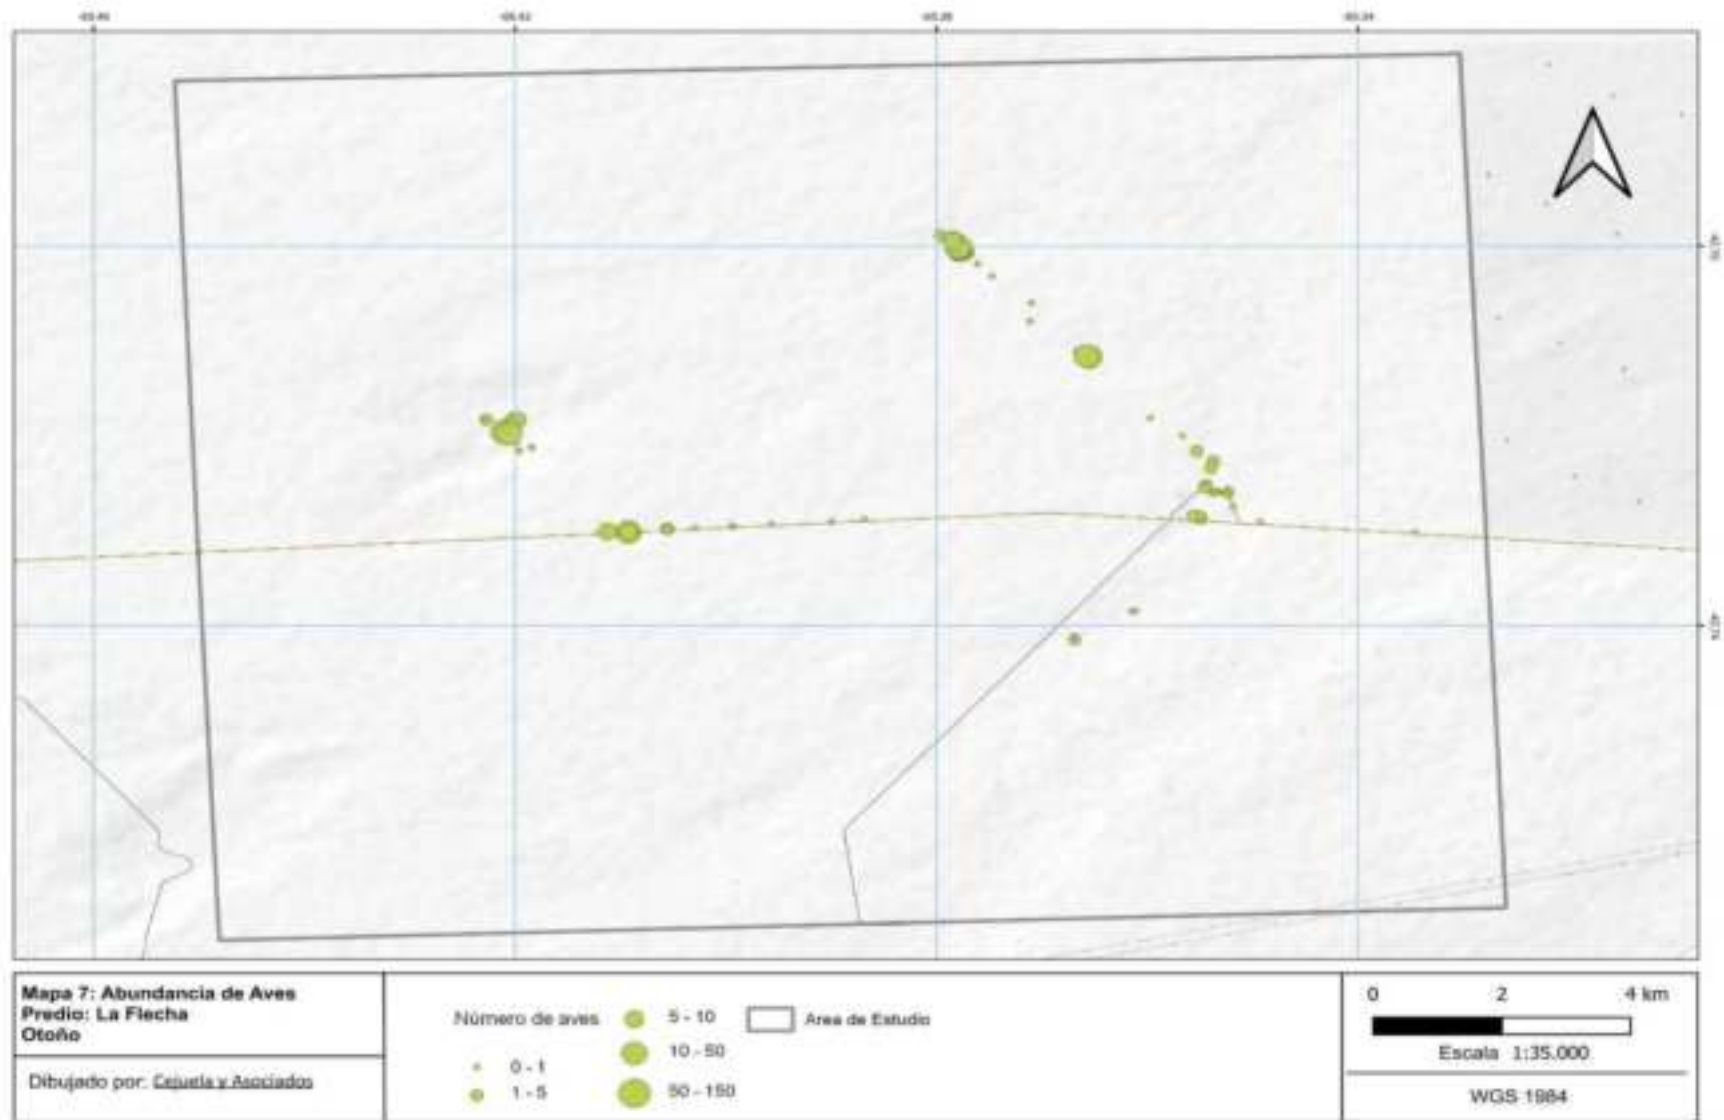 Mapa 7: Abundancia de Aves
Predio: La Flecha
Otoño
Dibujado por: Cejuela y Asociados
Número de aves
0 - 1
1 - 5
5 - 10
10 - 50
50 - 150
Area de Estudio
0 2 4 km
Escala 1:35.000
WGS 1984